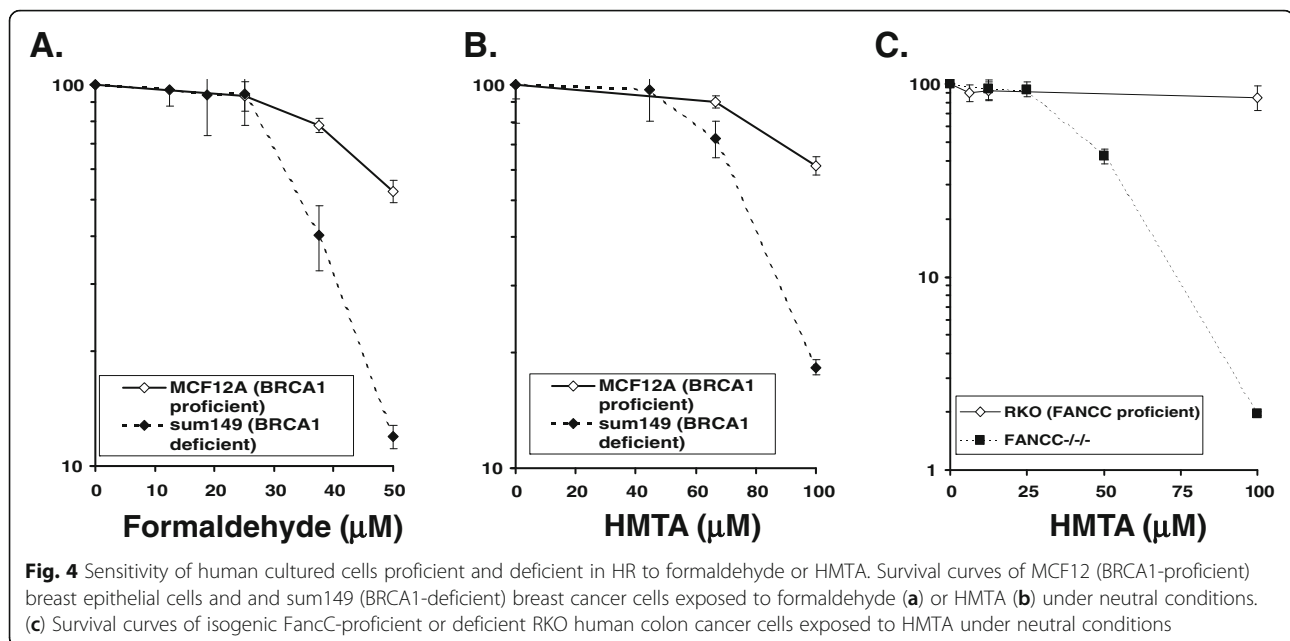 A.
100
10
0 10 20 30 40 50
Formaldehyde (μM)
MCF12A (BRCA1
proficient)
sum149 (BRCA1
deficient)
B.
100
10
0 20 40 60 80 100
HMTA (μM)
MCF12A (BRCA1
proficient)
sum149 (BRCA1
deficient)
C.
100
10
1
0 25 50 75 100
HMTA (μM)
RKO (FANCC proficient)
FANCC-/-/-
Fig. 4 Sensitivity of human cultured cells proficient and deficient in HR to formaldehyde or HMTA. Survival curves of MCF12 (BRCA1-proficient)
breast epithelial cells and and sum149 (BRCA1-deficient) breast cancer cells exposed to formaldehyde (a) or HMTA (b) under neutral conditions.
(c) Survival curves of isogenic FancC-proficient or deficient RKO human colon cancer cells exposed to HMTA under neutral conditions